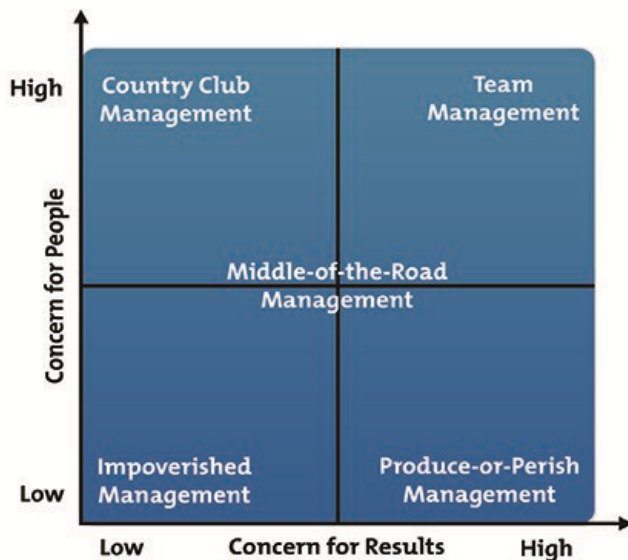 High
Country Club
Management
Team
Management
Concern for People
Middle-of-the-Road
Management
Impoverished
Management
Produce-or-Perish
Management
Low
Low
Concern for Results
High